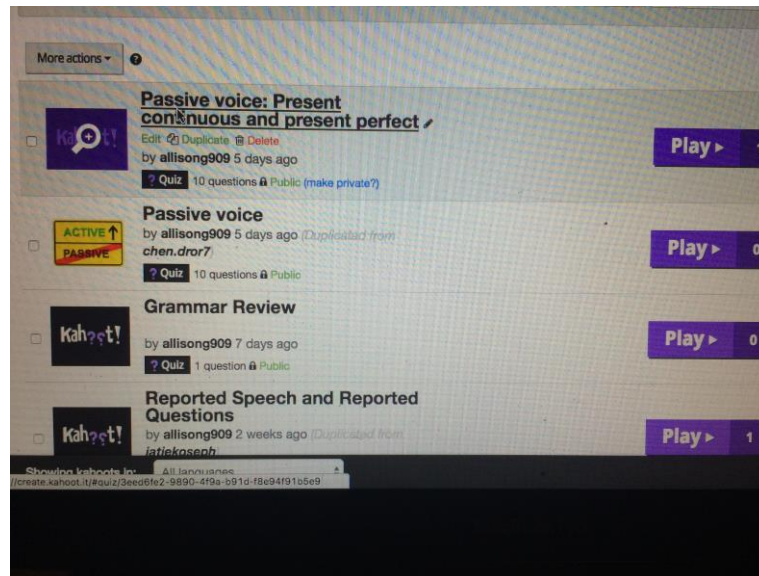 More actions ▾ ?
Passive voice: Present
continuous and present perfect
Edit Duplicate Delete
by allisong909 5 days ago
? Quiz 10 questions Public (make private?)
Kahoot!
Play ▸
Passive voice
by allisong909 5 days ago (Duplicated from
chen.dror7)
? Quiz 10 questions Public
ACTIVE
PASSIVE
Play ▸ 0
Grammar Review
by allisong909 7 days ago
? Quiz 1 question Public
Kahoot!
Play ▸ 0
Reported Speech and Reported
Questions
by allisong909 2 weeks ago (Duplicated from
jatiekoseph
Kahoot!
Play ▸ 1
Showing kahoots in: All languages
//create.kahoot.it/#quiz/3eed6fe2-9890-4f9a-b91d-f8e94f91b5e9